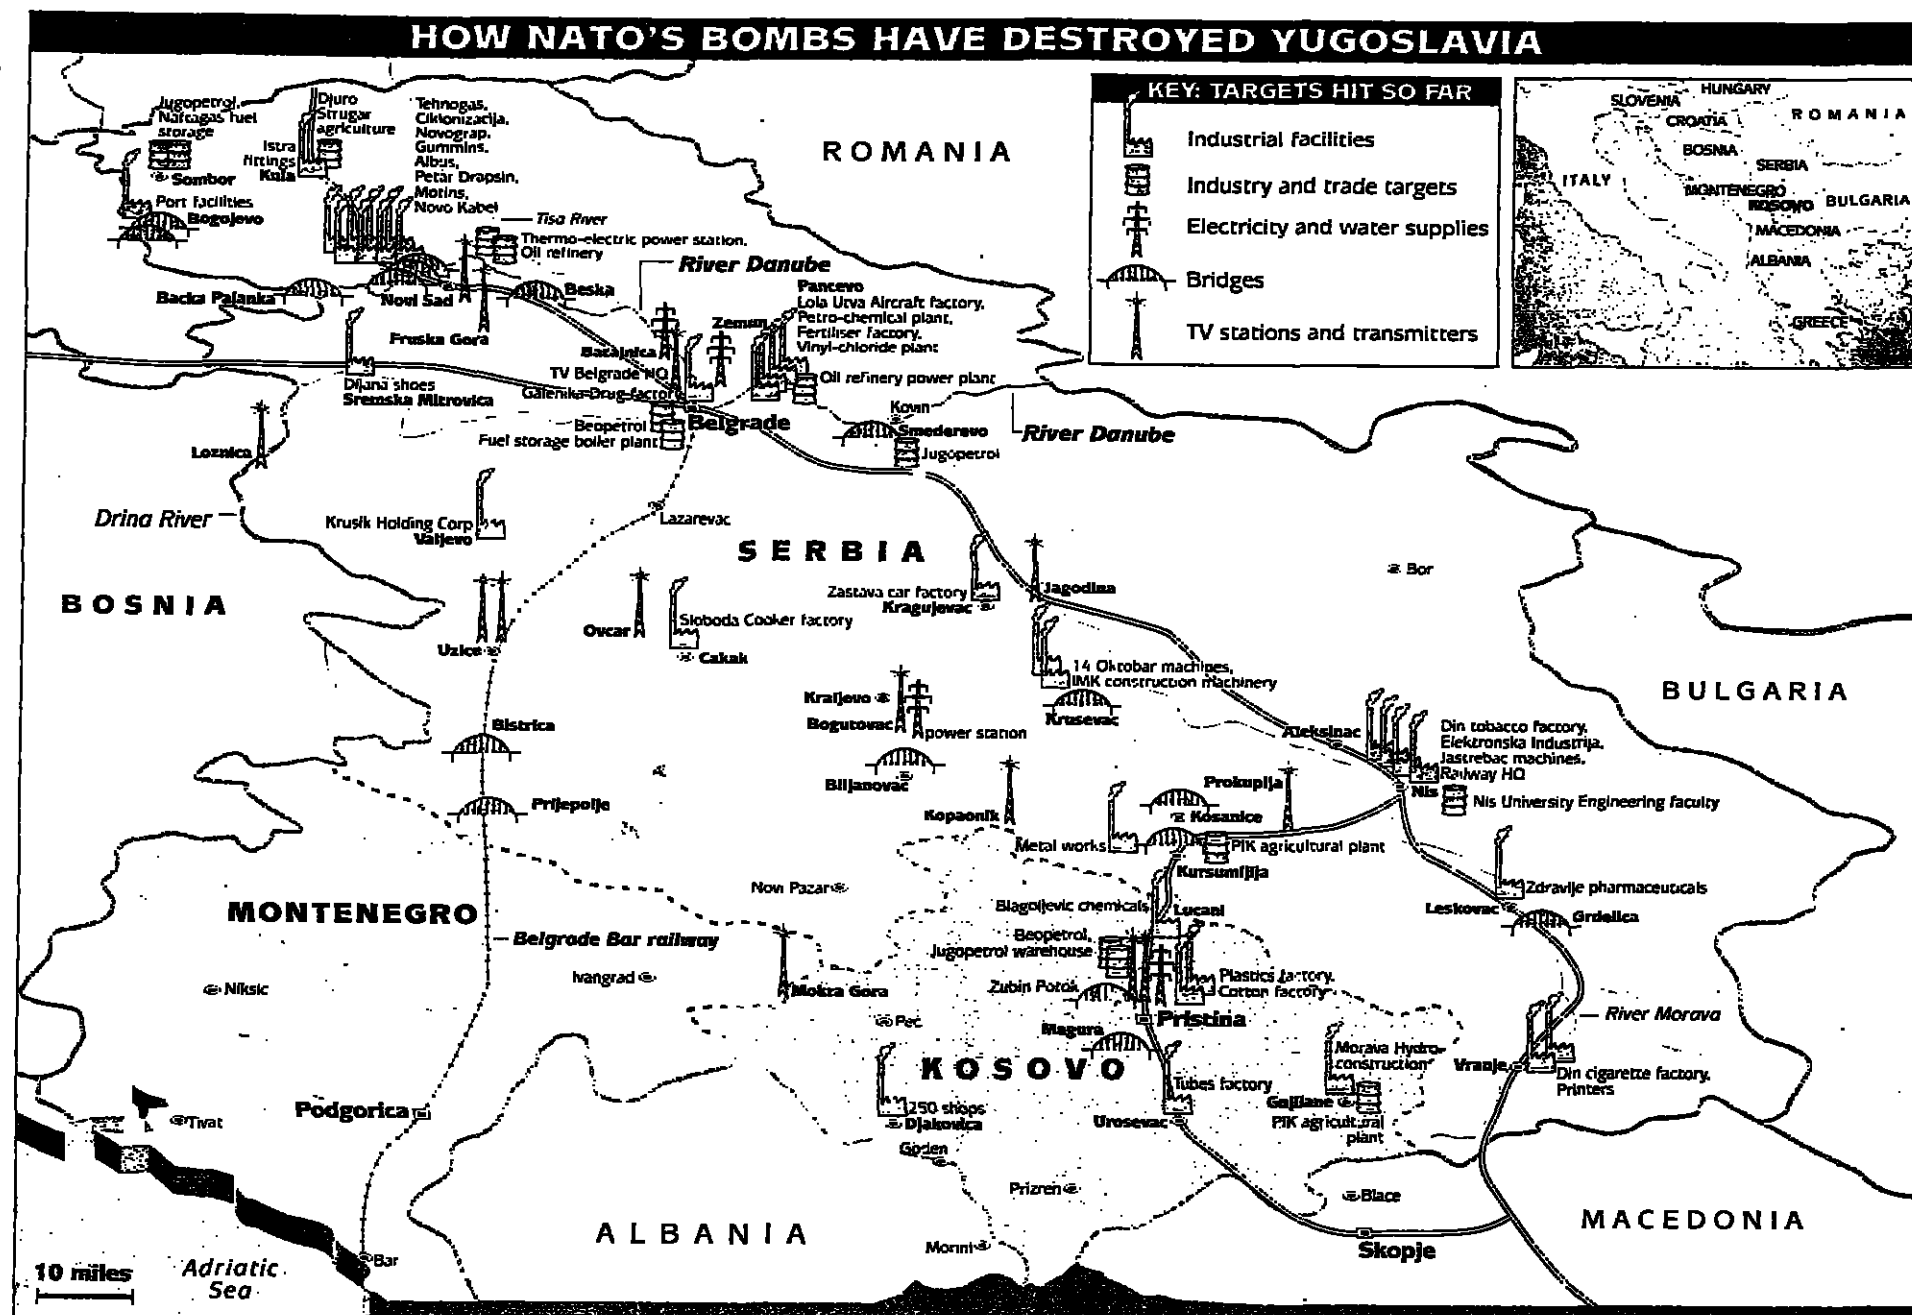 HOW NATO'S BOMBS HAVE DESTROYED YUGOSLAVIA
KEY: TARGETS HIT SO FAR
Industrial facilities
Industry and trade targets
Electricity and water supplies
Bridges
TV stations and transmitters
HUNGARY
SLOVENIA
ROMANIA
CROATIA
BOSNIA
SERBIA
ITALY
MONTENEGRO
KOSOVO
BULGARIA
MACEDONIA
ALBANIA
GREECE
Jugopetrol,
Naftagas fuel
storage
Sombor
Port facilities
Bogojevo
Djuro
Strugar
agriculture
Istra
fittings
Kula
Tehnogas,
Ciklonizacija,
Novograp,
Gummins,
Albus,
Petar Drapsin,
Motins,
Novo Kabel
ROMANIA
Tisa River
Thermo-electric power station,
Oil refinery
River Danube
Backa Palanka
Novi Sad
Beska
Fruska Gora
Pancevo
Lola Utva Aircraft factory,
Petro-chemical plant,
Fertiliser factory,
Vinyl-chloride plant
Zemun
Batajnica
TV Belgrade HQ
Galenika Drug factory
Oil refinery power plant
Dijana shoes
Sremska Mitrovica
Belgrade
Beopetrol
Fuel storage boiler plant
Kovin
Smederevo
Jugopetrol
River Danube
Loznica
Drina River
Krusik Holding Corp
Valjevo
Lazarevac
SERBIA
BOSNIA
Zastava car factory
Kragujevac
Jagodina
Bor
Uzice
Ovcar
Sloboda Cooker factory
Cakak
14 Oktobar machines,
IMK construction machinery
Krusevac
BULGARIA
Kraljevo
Bogutovac
power station
Biljanovac
Bistrica
Prijepolje
Aleksinac
Din tobacco factory,
Elektronska Industrija,
Jastrebac machines,
Railway HQ
Nis
Nis University Engineering faculty
Prokuplja
Kopaonik
Kosanice
Metal works
PIK agricultural plant
Kursumlija
Novi Pazar
Zdravlje pharmaceuticals
Leskovac
Grdelica
MONTENEGRO
Belgrade Bar railway
Blagoljevic chemicals
Lucani
Beopetrol,
Jugopetrol warehouse
Niksic
Ivangrad
Mokra Gora
Zubin Potok
Plastics factory,
Cotton factory
Pec
Pristina
Magura
River Morava
KOSOVO
Morava Hydro-
construction
Vranje
Din cigarette factory,
Printers
Tubes factory
Gnjilane
PIK agricultural
plant
Urosevac
250 shops
Djakovica
Goden
Podgorica
Tivat
Prizren
Blace
ALBANIA
Morini
MACEDONIA
Skopje
Bar
Adriatic
Sea
10 miles